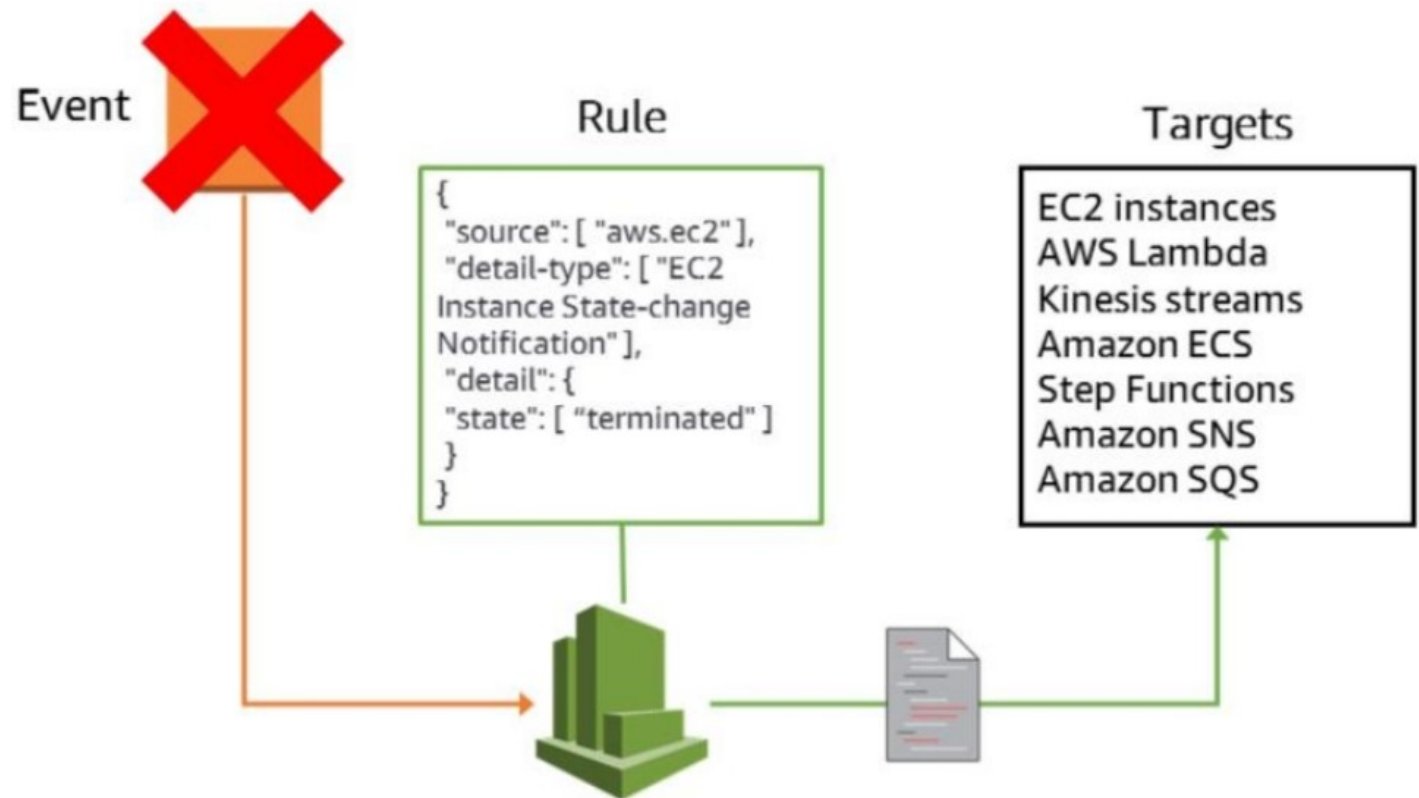 Event
Rule
{
"source": [ "aws.ec2" ],
"detail-type": [ "EC2
Instance State-change
Notification" ],
"detail": {
"state": [ “terminated" ]
}
}
Targets
EC2 instances
AWS Lambda
Kinesis streams
Amazon ECS
Step Functions
Amazon SNS
Amazon SQS